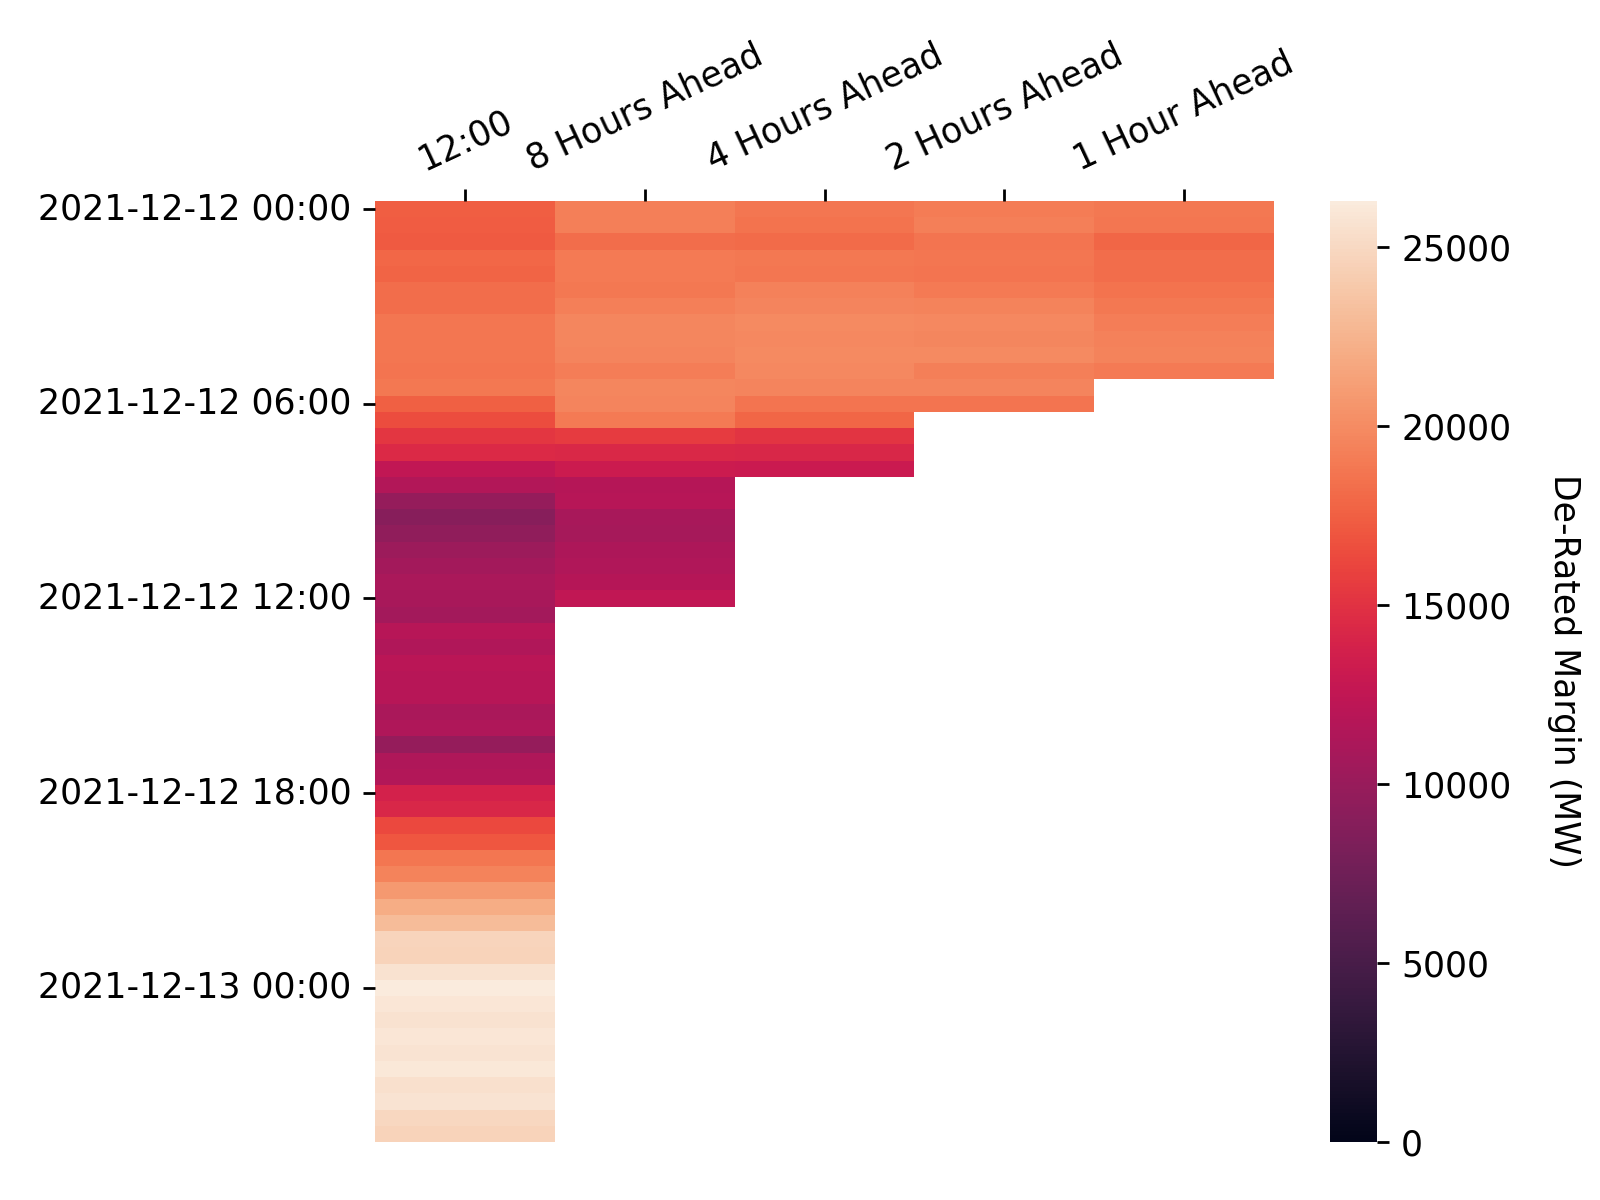 12:00
8 Hours Ahead
4 Hours Ahead
2 Hours Ahead
1 Hour Ahead
2021-12-12 00:00
2021-12-12 06:00
2021-12-12 12:00
2021-12-12 18:00
2021-12-13 00:00
25000
20000
15000
10000
5000
0
De-Rated Margin (MW)